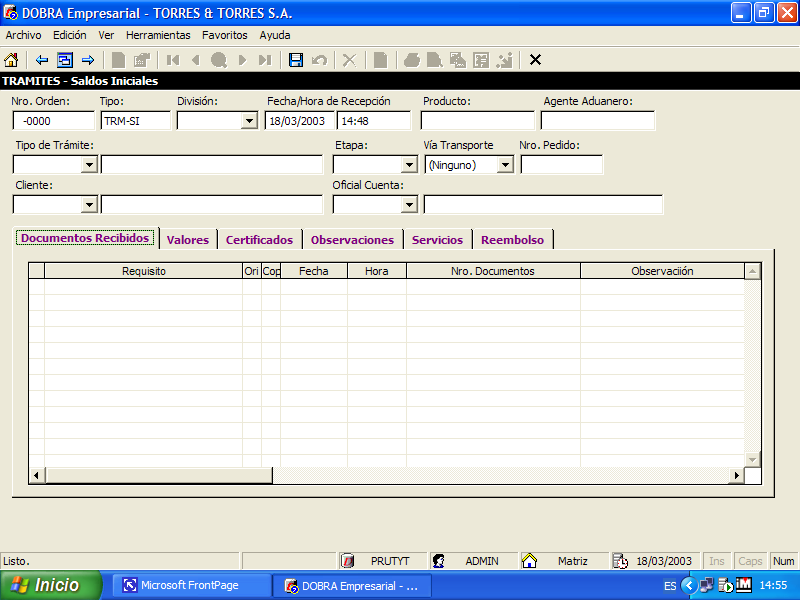 DOBRA Empresarial - TORRES & TORRES S.A.
Archivo Edición Ver Herramientas Favoritos Ayuda
TRAMITES - Saldos Iniciales
Nro. Orden: Tipo: División: Fecha/Hora de Recepción Producto: Agente Aduanero:
-0000 TRM-SI 18/03/2003 14:48
Tipo de Trámite: Etapa: Vía Transporte Nro. Pedido:
(Ninguno)
Cliente: Oficial Cuenta:
Documentos Recibidos Valores Certificados Observaciones Servicios Reembolso
Requisito Ori Cop Fecha Hora Nro. Documentos Observaciión
Listo. PRUTYT ADMIN Matriz 18/03/2003 Ins Caps Num
Inicio Microsoft FrontPage DOBRA Empresarial - ... ES 14:55